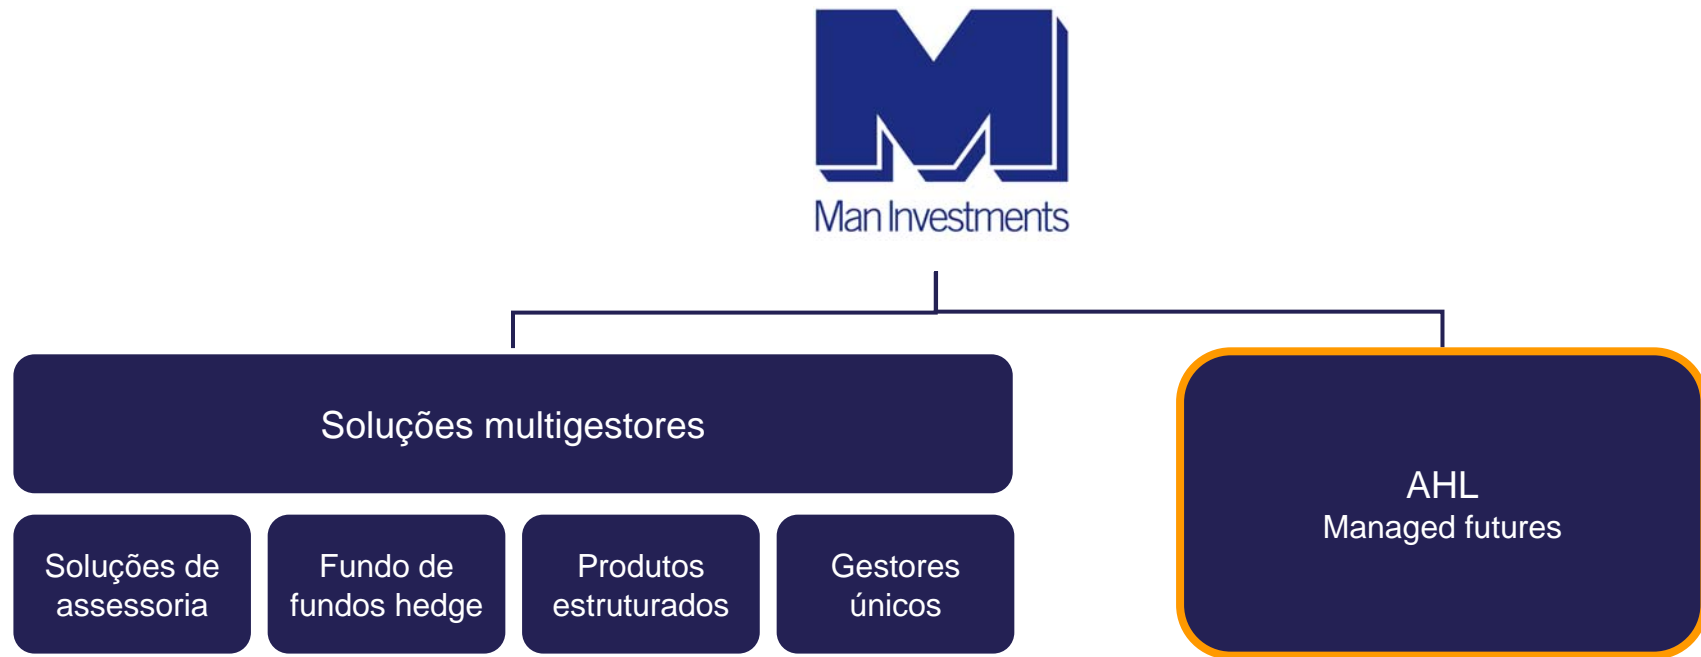 Man Investments
Soluções multigestores
AHL
Managed futures
Soluções de
assessoria
Fundo de
fundos hedge
Produtos
estruturados
Gestores
únicos